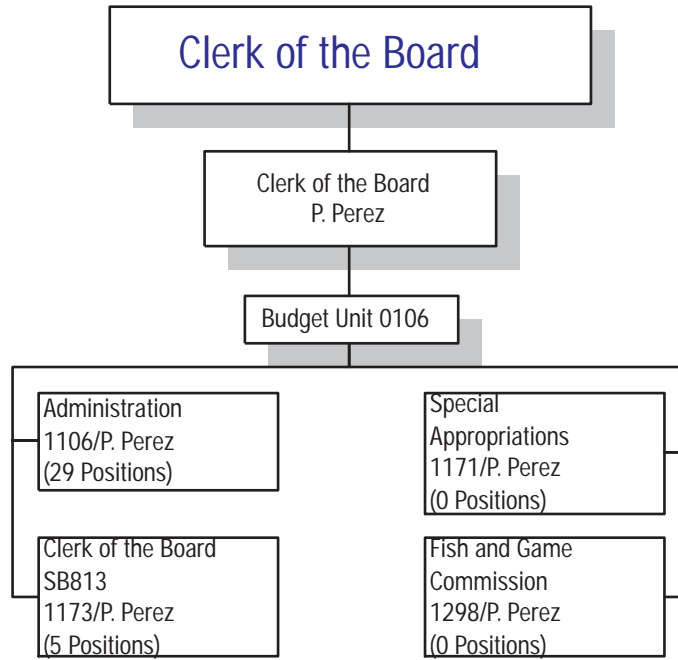 Clerk of the Board
Clerk of the Board
P. Perez
Budget Unit 0106
Administration
1106/P. Perez
(29 Positions)
Special
Appropriations
1171/P. Perez
(0 Positions)
Clerk of the Board
SB813
1173/P. Perez
(5 Positions)
Fish and Game
Commission
1298/P. Perez
(0 Positions)